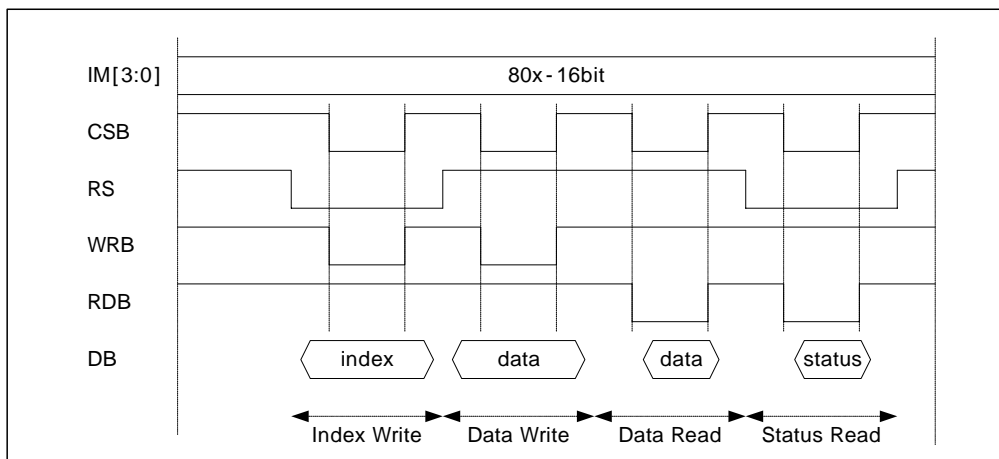 IM[3:0] 80x-16bit
CSB
RS
WRB
RDB
DB index data data status
Index Write Data Write Data Read Status Read